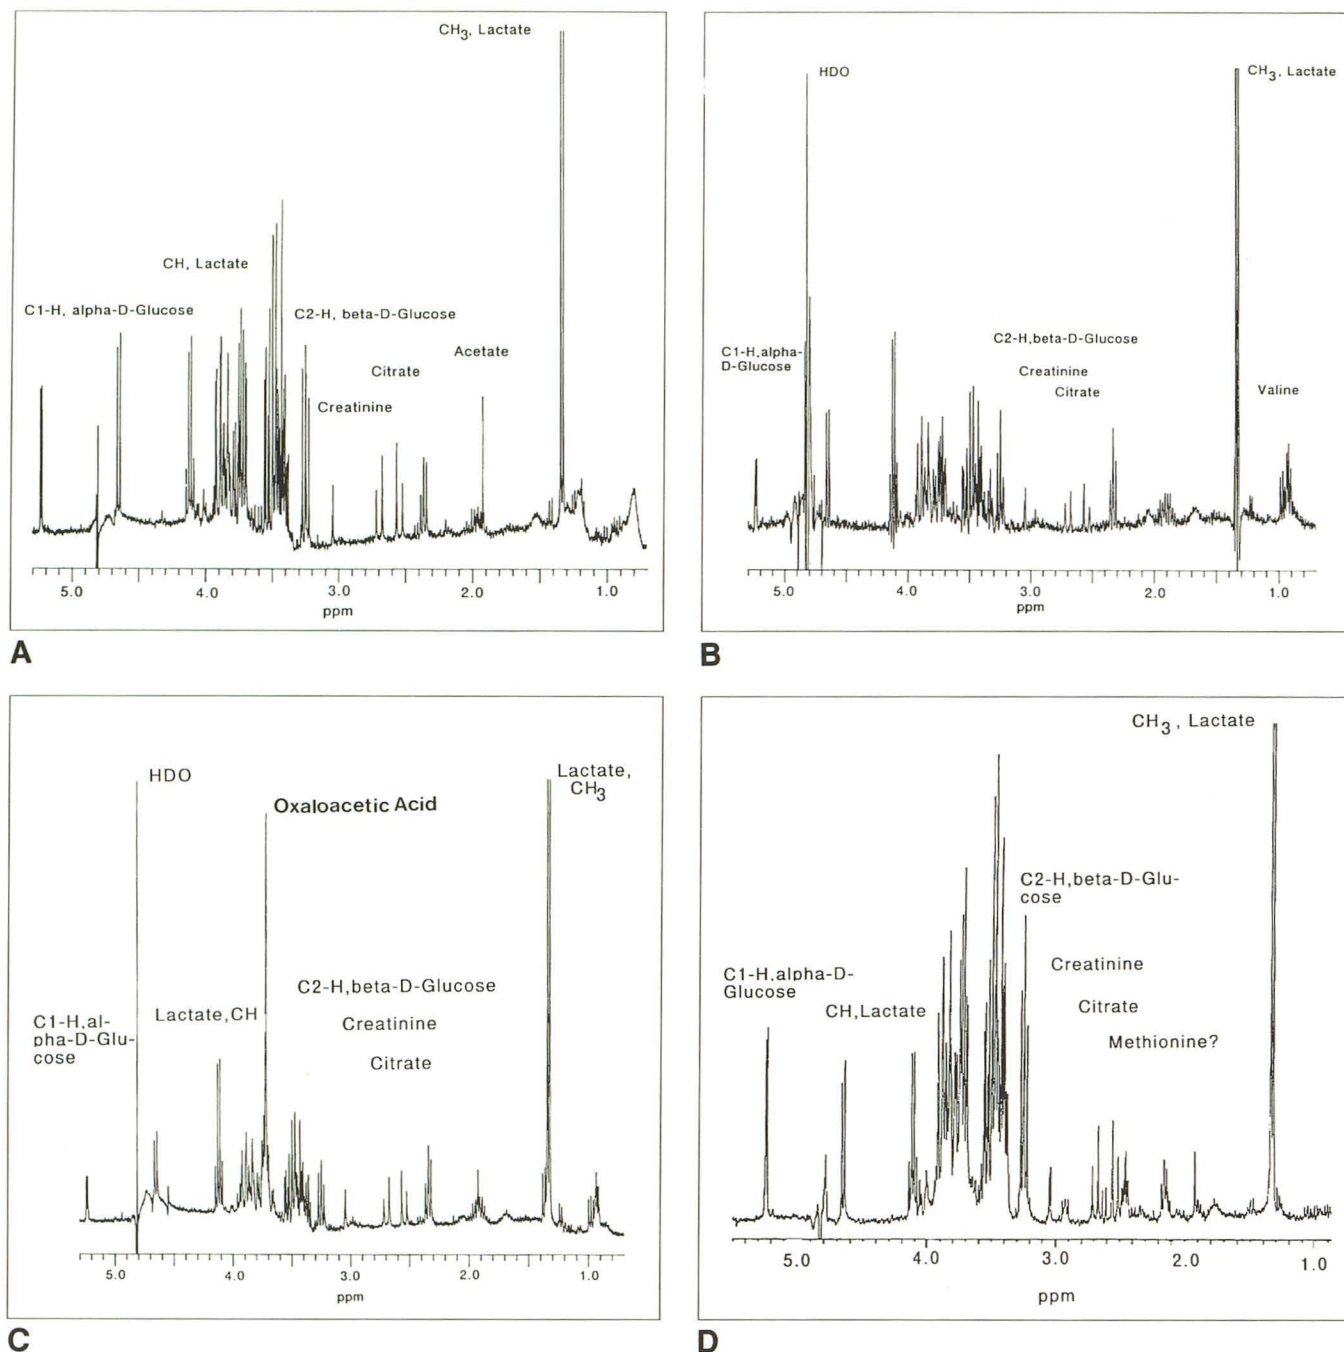 CH3, Lactate
CH, Lactate
C1-H, alpha-D-Glucose
C2-H, beta-D-Glucose
Acetate
Citrate
Creatinine
5.0 4.0 3.0 2.0 1.0
ppm
A
HDO
CH3, Lactate
C1-H,alpha-
D-Glucose
C2-H,beta-D-Glucose
Creatinine
Citrate
Valine
5.0 4.0 3.0 2.0 1.0
ppm
B
HDO
Lactate,
CH3
Oxaloacetic Acid
C2-H,beta-D-Glucose
Lactate,CH
C1-H,al-
pha-D-Glu-
cose
Creatinine
Citrate
5.0 4.0 3.0 2.0 1.0
ppm
C
CH3, Lactate
C2-H,beta-D-Glu-
cose
C1-H,alpha-D-
Glucose
CH,Lactate
Creatinine
Citrate
Methionine?
5.0 4.0 3.0 2.0 1.0
ppm
D